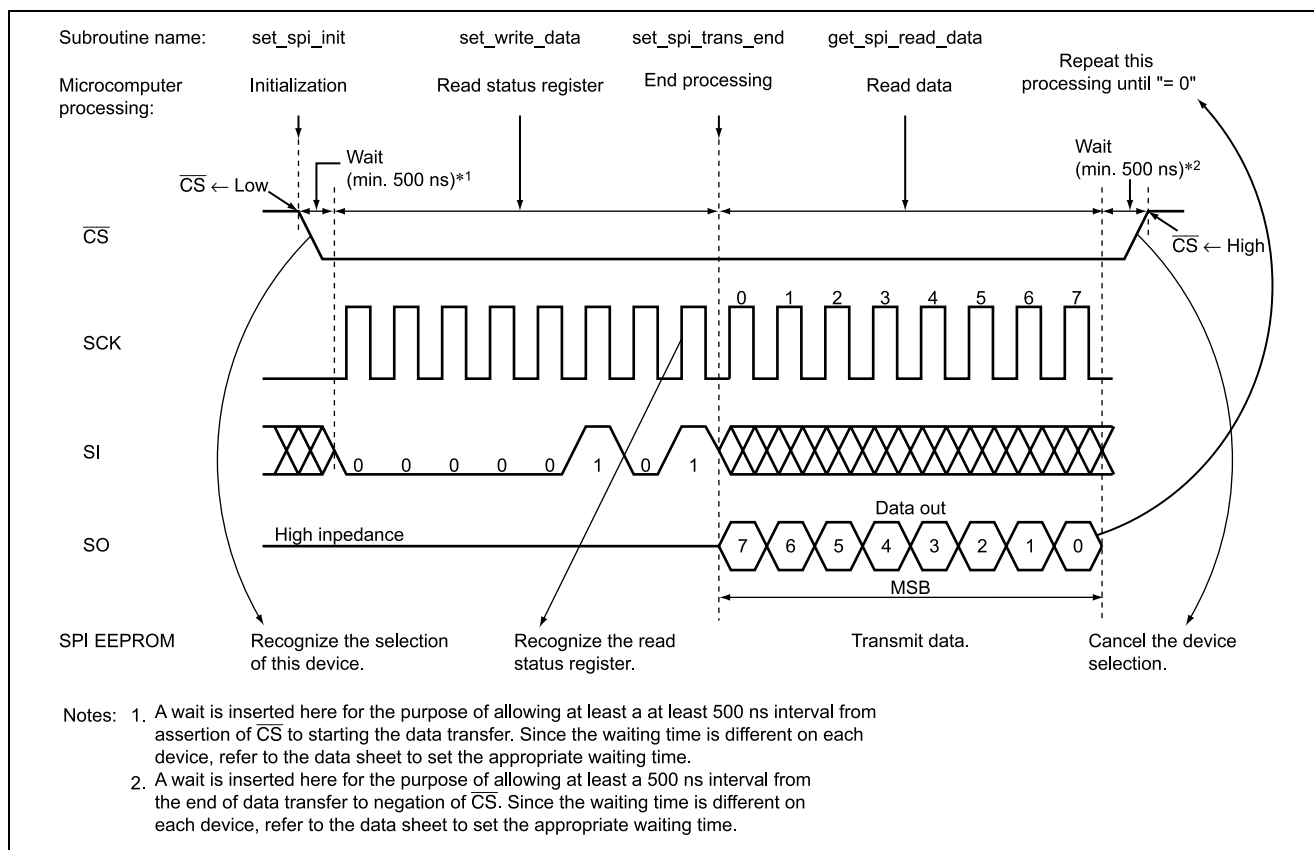 Subroutine name: set_spi_init set_write_data set_spi_trans_end get_spi_read_data
Microcomputer processing: Initialization Read status register End processing Read data Repeat this processing until "= 0"
Wait
(min. 500 ns)*1
Wait
(min. 500 ns)*2
CS ← Low
CS
CS ← High
0 1 2 3 4 5 6 7
SCK
SI
0 0 0 0 0 1 0 1
Data out
SO
High inpedance
7 6 5 4 3 2 1 0
MSB
SPI EEPROM
Recognize the selection
of this device.
Recognize the read
status register.
Transmit data.
Cancel the device
selection.
Notes: 1. A wait is inserted here for the purpose of allowing at least a at least 500 ns interval from
assertion of CS to starting the data transfer. Since the waiting time is different on each
device, refer to the data sheet to set the appropriate waiting time.
2. A wait is inserted here for the purpose of allowing at least a 500 ns interval from
the end of data transfer to negation of CS. Since the waiting time is different on
each device, refer to the data sheet to set the appropriate waiting time.